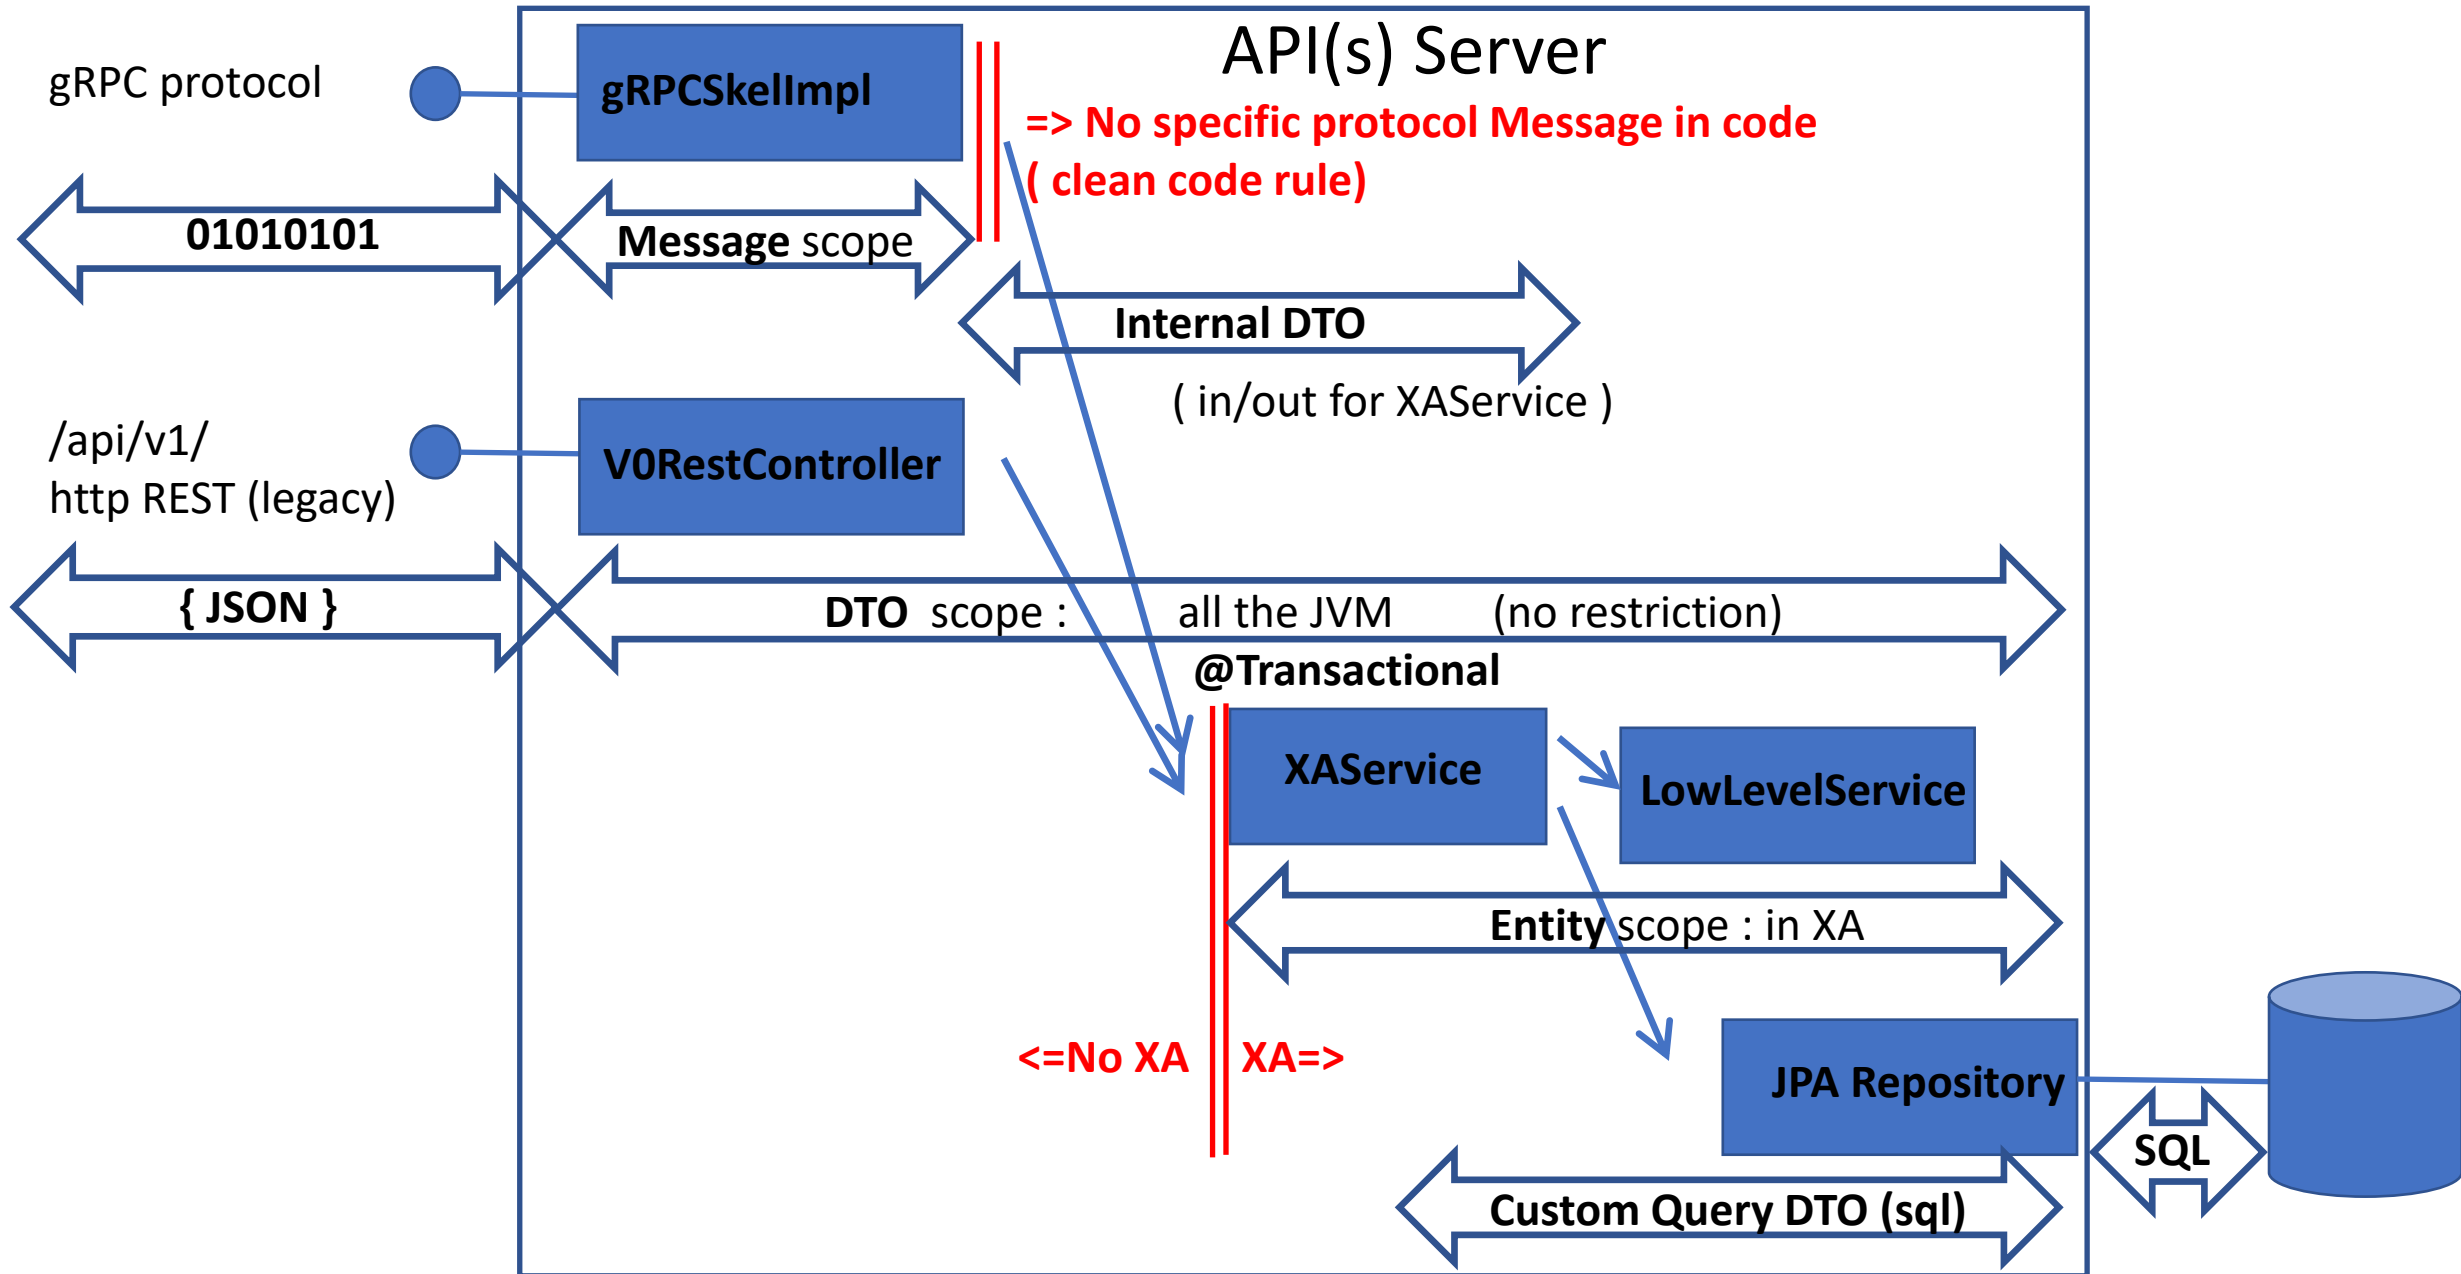 API(s) Server
gRPC protocol
gRPCSkelImpl
=> No specific protocol Message in code
( clean code rule)
01010101
Message scope
Internal DTO
( in/out for XAService )
/api/v1/
http REST (legacy)
V0RestController
{ JSON }
DTO scope : all the JVM (no restriction)
@Transactional
XAService
LowLevelService
Entity scope : in XA
<=No XA
XA=>
JPA Repository
SQL
Custom Query DTO (sql)